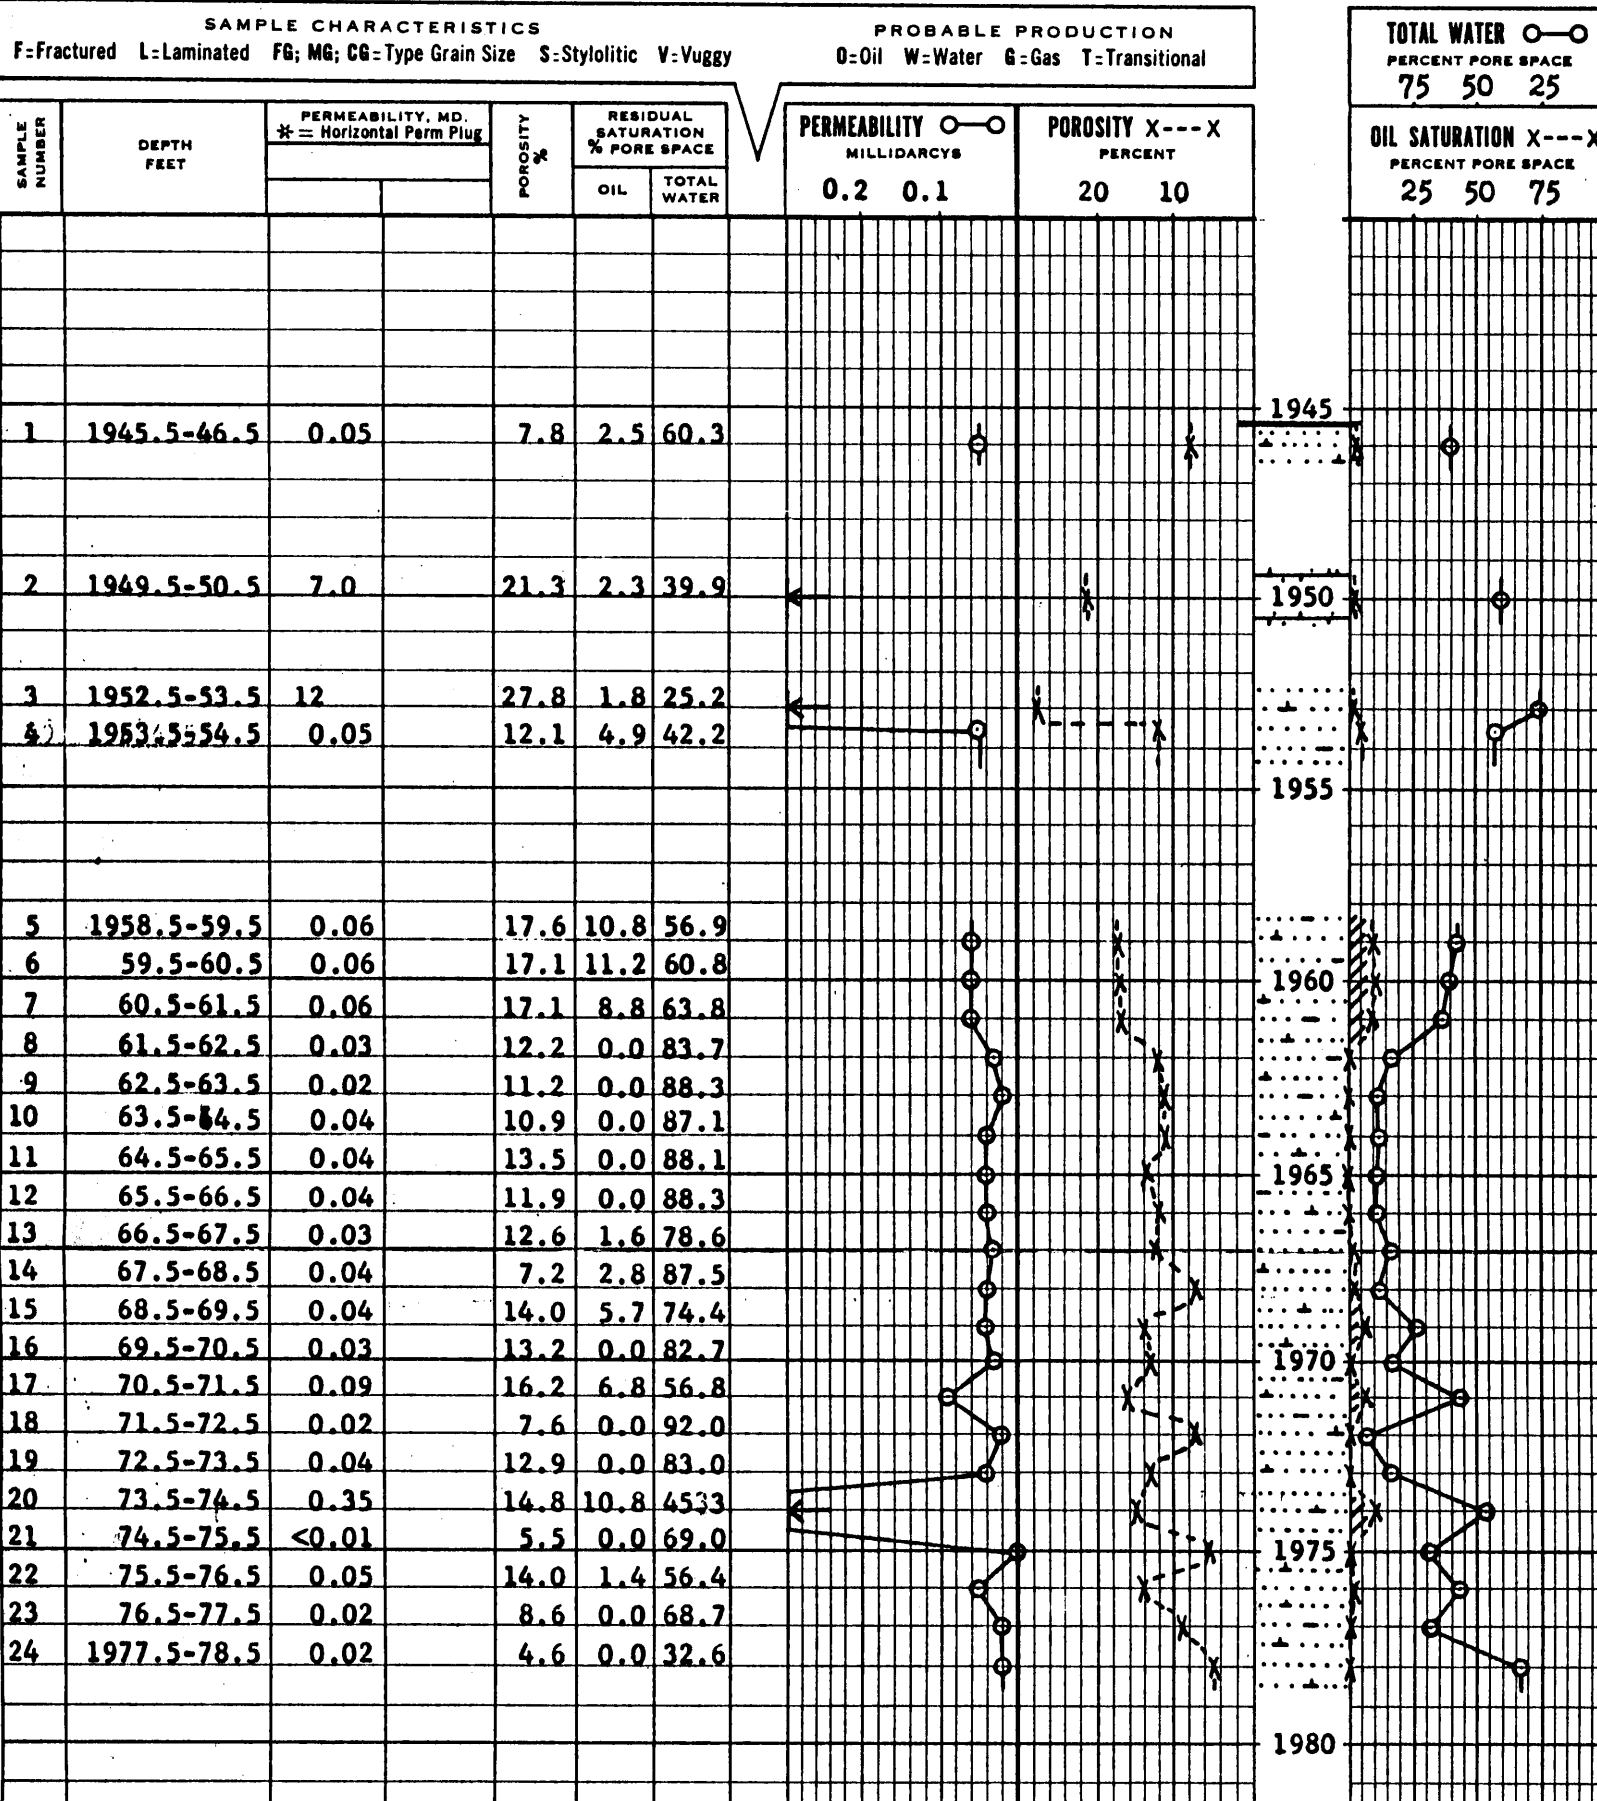 SAMPLE CHARACTERISTICS
F=Fractured L=Laminated FG; MG; CG=Type Grain Size S=Stylolitic V=Vuggy
PROBABLE PRODUCTION
O=Oil W=Water G=Gas T=Transitional
TOTAL WATER O—O
PERCENT PORE SPACE
75 50 25
SAMPLE NUMBER
DEPTH
FEET
PERMEABILITY, MD.
* = Horizontal Perm Plug
POROSITY %
RESIDUAL
SATURATION
% PORE SPACE
OIL
TOTAL
WATER
PERMEABILITY O—O
MILLIDARCYS
0.2 0.1
POROSITY X---X
PERCENT
20 10
OIL SATURATION X---X
PERCENT PORE SPACE
25 50 75
1945
1 1945.5-46.5 0.05 7.8 2.5 60.3
2 1949.5-50.5 7.0 21.3 2.3 39.9
1950
3 1952.5-53.5 12 27.8 1.8 25.2
4 1953.5-54.5 0.05 12.1 4.9 42.2
1955
5 1958.5-59.5 0.06 17.6 10.8 56.9
6 59.5-60.5 0.06 17.1 11.2 60.8
1960
7 60.5-61.5 0.06 17.1 8.8 63.8
8 61.5-62.5 0.03 12.2 0.0 83.7
9 62.5-63.5 0.02 11.2 0.0 88.3
10 63.5-64.5 0.04 10.9 0.0 87.1
11 64.5-65.5 0.04 13.5 0.0 88.1
1965
12 65.5-66.5 0.04 11.9 0.0 88.3
13 66.5-67.5 0.03 12.6 1.6 78.6
14 67.5-68.5 0.04 7.2 2.8 87.5
15 68.5-69.5 0.04 14.0 5.7 74.4
16 69.5-70.5 0.03 13.2 0.0 82.7
1970
17 70.5-71.5 0.09 16.2 6.8 56.8
18 71.5-72.5 0.02 7.6 0.0 92.0
19 72.5-73.5 0.04 12.9 0.0 83.0
20 73.5-74.5 0.35 14.8 10.8 4533
21 74.5-75.5 <0.01 5.5 0.0 69.0
1975
22 75.5-76.5 0.05 14.0 1.4 56.4
23 76.5-77.5 0.02 8.6 0.0 68.7
24 1977.5-78.5 0.02 4.6 0.0 32.6
1980